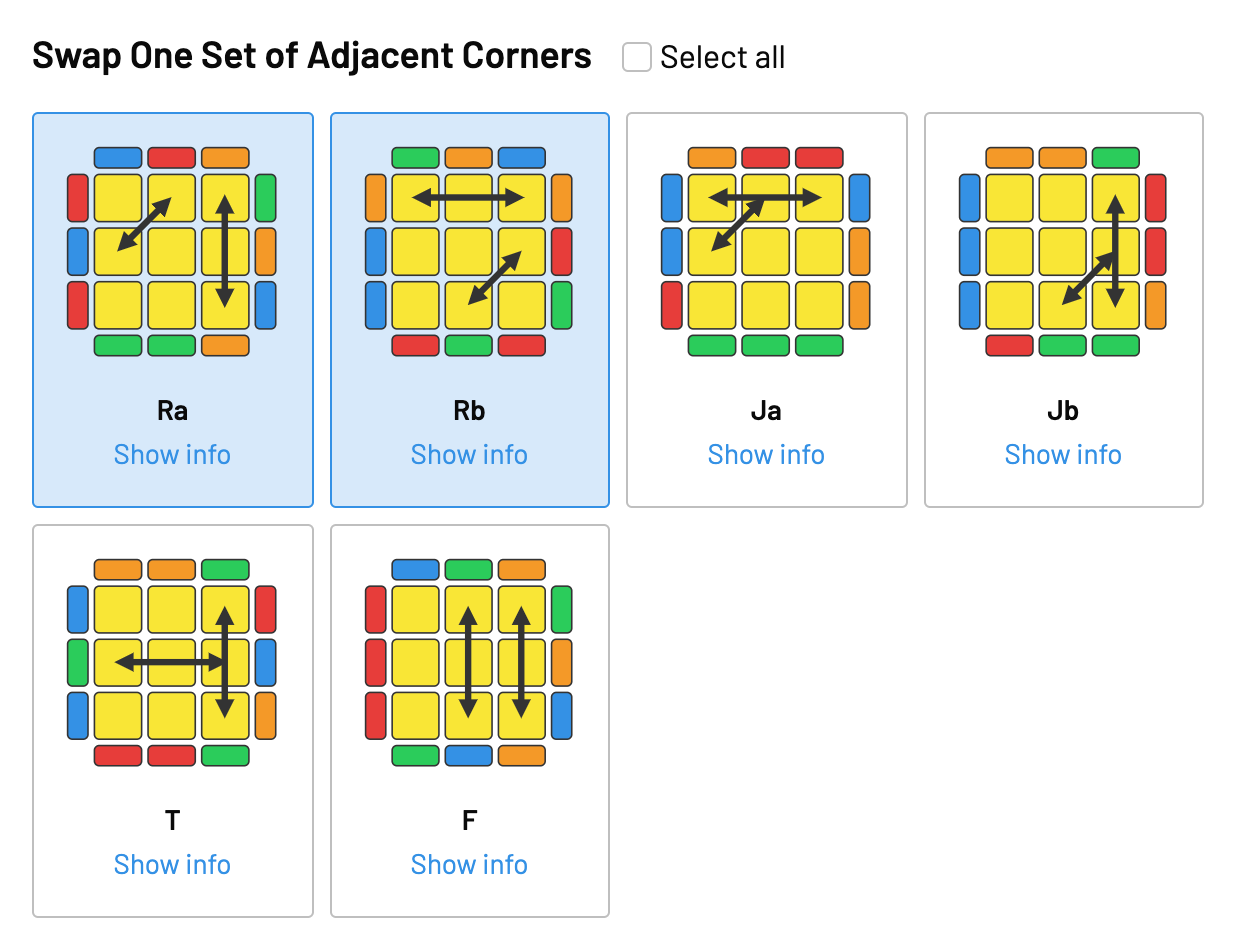 Swap One Set of Adjacent Corners
Select all
Ra
Show info
Rb
Show info
Ja
Show info
Jb
Show info
T
Show info
F
Show info